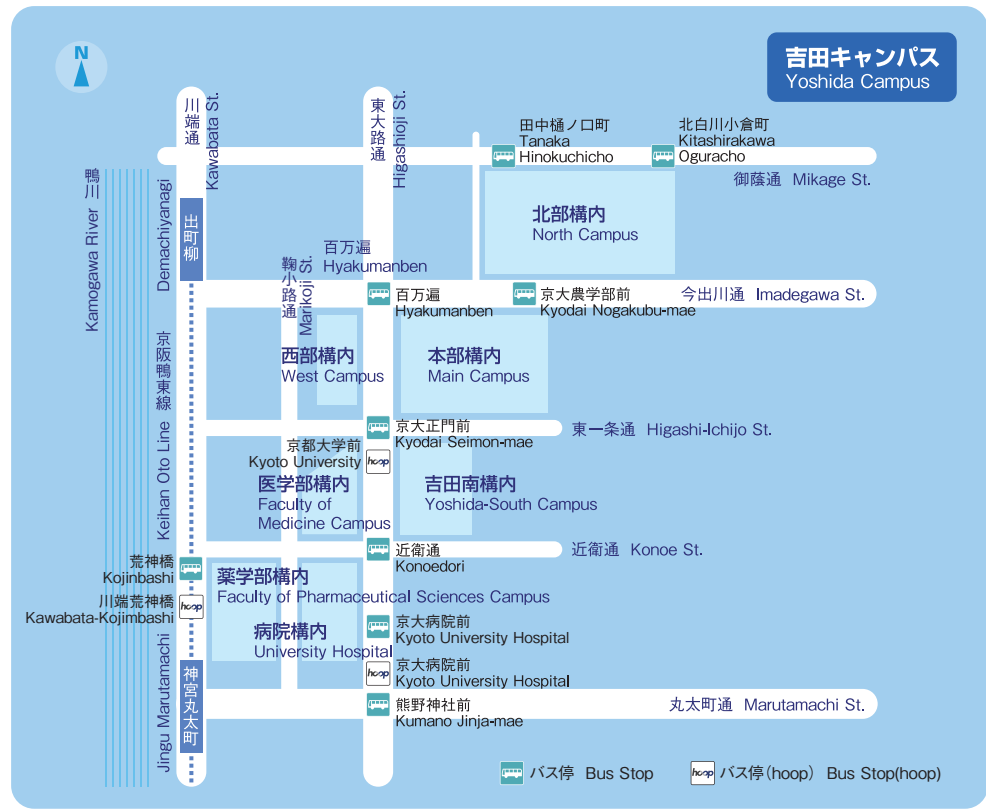 吉田キャンパス
Yoshida Campus
N
川端通
Kawabata St.
東大路通
Higashioji St.
田中樋ノ口町
Tanaka
Hinokuchicho
北白川小倉町
Kitashirakawa
Oguracho
御蔭通 Mikage St.
鴨川
Kamogawa River
出町柳
Demachiyanagi
北部構内
North Campus
百万遍
Hyakumanben
鞠小路通
Marikoji St.
百万遍
Hyakumanben
京大農学部前
Kyodai Nogakubu-mae
今出川通 Imadegawa St.
京阪鴨東線
Keihan Oto Line
西部構内
West Campus
本部構内
Main Campus
京大正門前
Kyodai Seimon-mae
東一条通 Higashi-Ichijo St.
京都大学前
Kyoto University
hoop
医学部構内
Faculty of
Medicine Campus
吉田南構内
Yoshida-South Campus
近衛通
Konoedori
近衛通 Konoe St.
荒神橋
Kojinbashi
川端荒神橋
Kawabata-Kojimbashi
hoop
薬学部構内
Faculty of Pharmaceutical Sciences Campus
病院構内
University Hospital
京大病院前
Kyoto University Hospital
京大病院前
Kyoto University Hospital
hoop
神宮丸太町
Jingu Marutamachi
熊野神社前
Kumano Jinja-mae
丸太町通 Marutamachi St.
バス停 Bus Stop
hoop
バス停(hoop) Bus Stop(hoop)